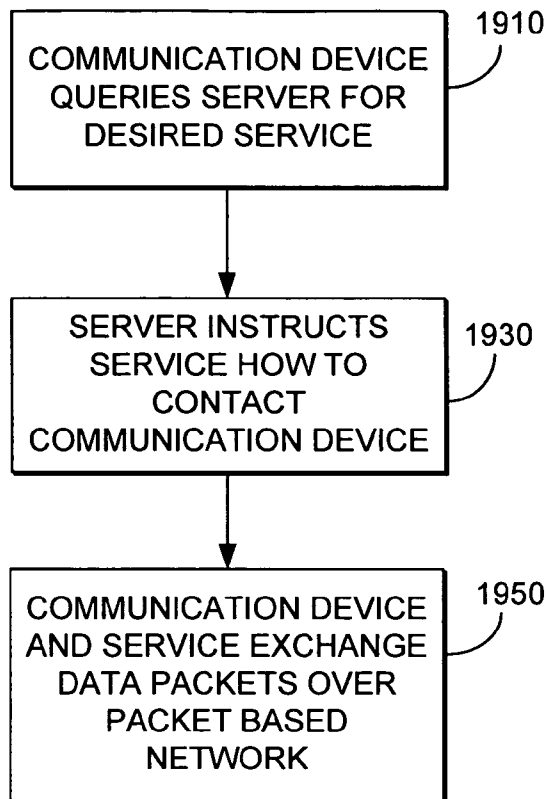 COMMUNICATION DEVICE
QUERIES SERVER FOR
DESIRED SERVICE
1910
SERVER INSTRUCTS
SERVICE HOW TO
CONTACT
COMMUNICATION DEVICE
1930
COMMUNICATION DEVICE
AND SERVICE EXCHANGE
DATA PACKETS OVER
PACKET BASED
NETWORK
1950